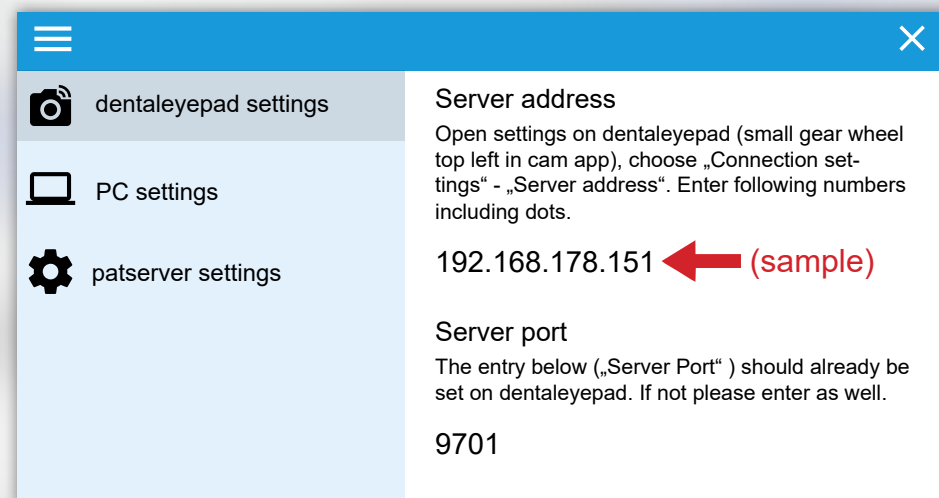 dentaleyepad settings
PC settings
patserver settings
Server address
Open settings on dentaleyepad (small gear wheel
top left in cam app), choose „Connection set-
tings“ - „Server address“. Enter following numbers
including dots.
192.168.178.151 (sample)
Server port
The entry below („Server Port“ ) should already be
set on dentaleyepad. If not please enter as well.
9701